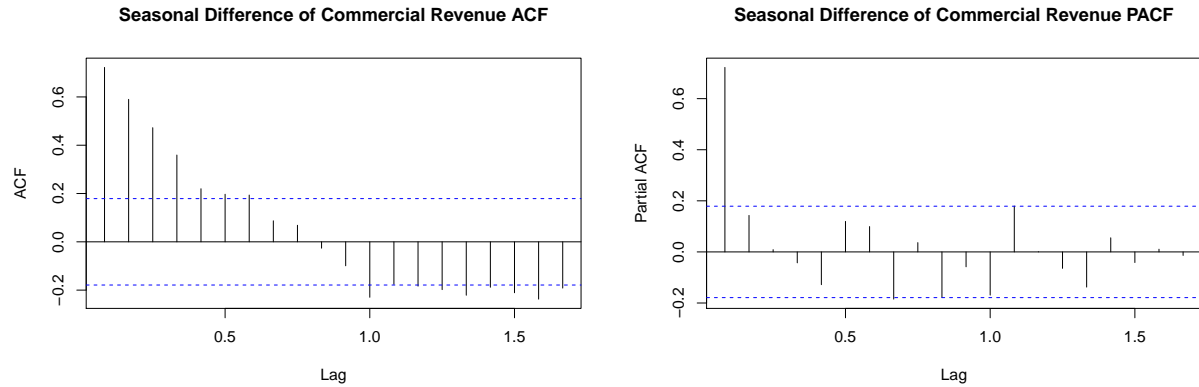 Seasonal Difference of Commercial Revenue ACF
ACF
0.6
0.4
0.2
0.0
−0.2
0.5
1.0
1.5
Lag
Seasonal Difference of Commercial Revenue PACF
Partial ACF
0.6
0.4
0.2
0.0
−0.2
0.5
1.0
1.5
Lag